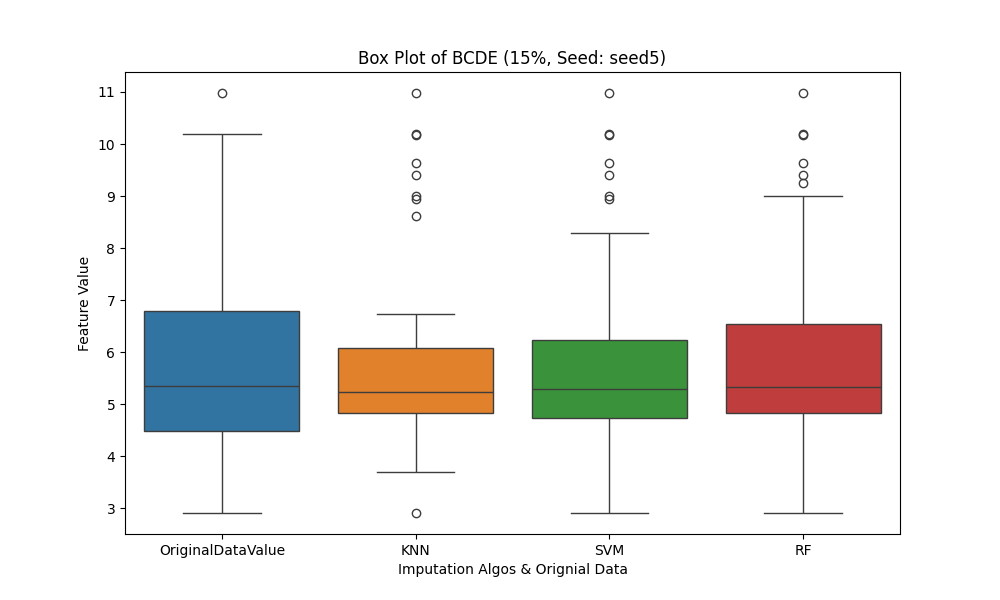 Box Plot of BCDE (15%, Seed: seed5)
11
10
9
8
7
6
5
4
3
Feature Value
OriginalDataValue KNN SVM RF
Imputation Algos & Orignial Data